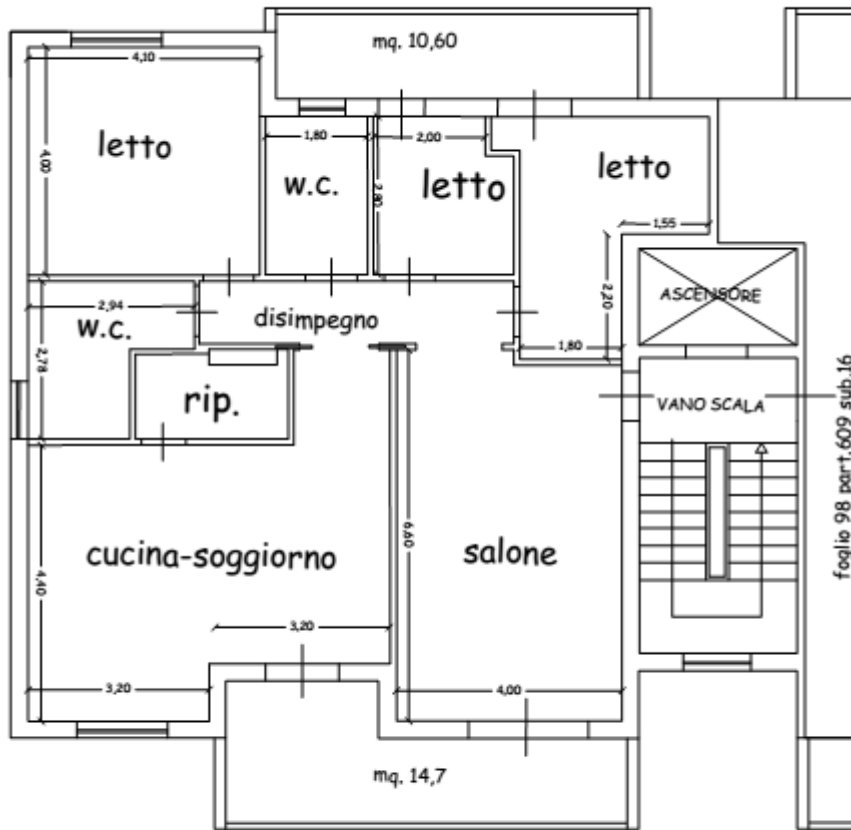 mq. 10,60
4,10
letto
4,00
1,80
w.c.
2,00
letto
2,80
letto
1,55
2,20
1,80
ASCENSORE
2,94
w.c.
2,78
disimpegno
rip.
VANO SCALA
foglio 98 part.609 sub.16
cucina-soggiorno
4,40
3,20
3,20
salone
6,60
4,00
mq. 14,7